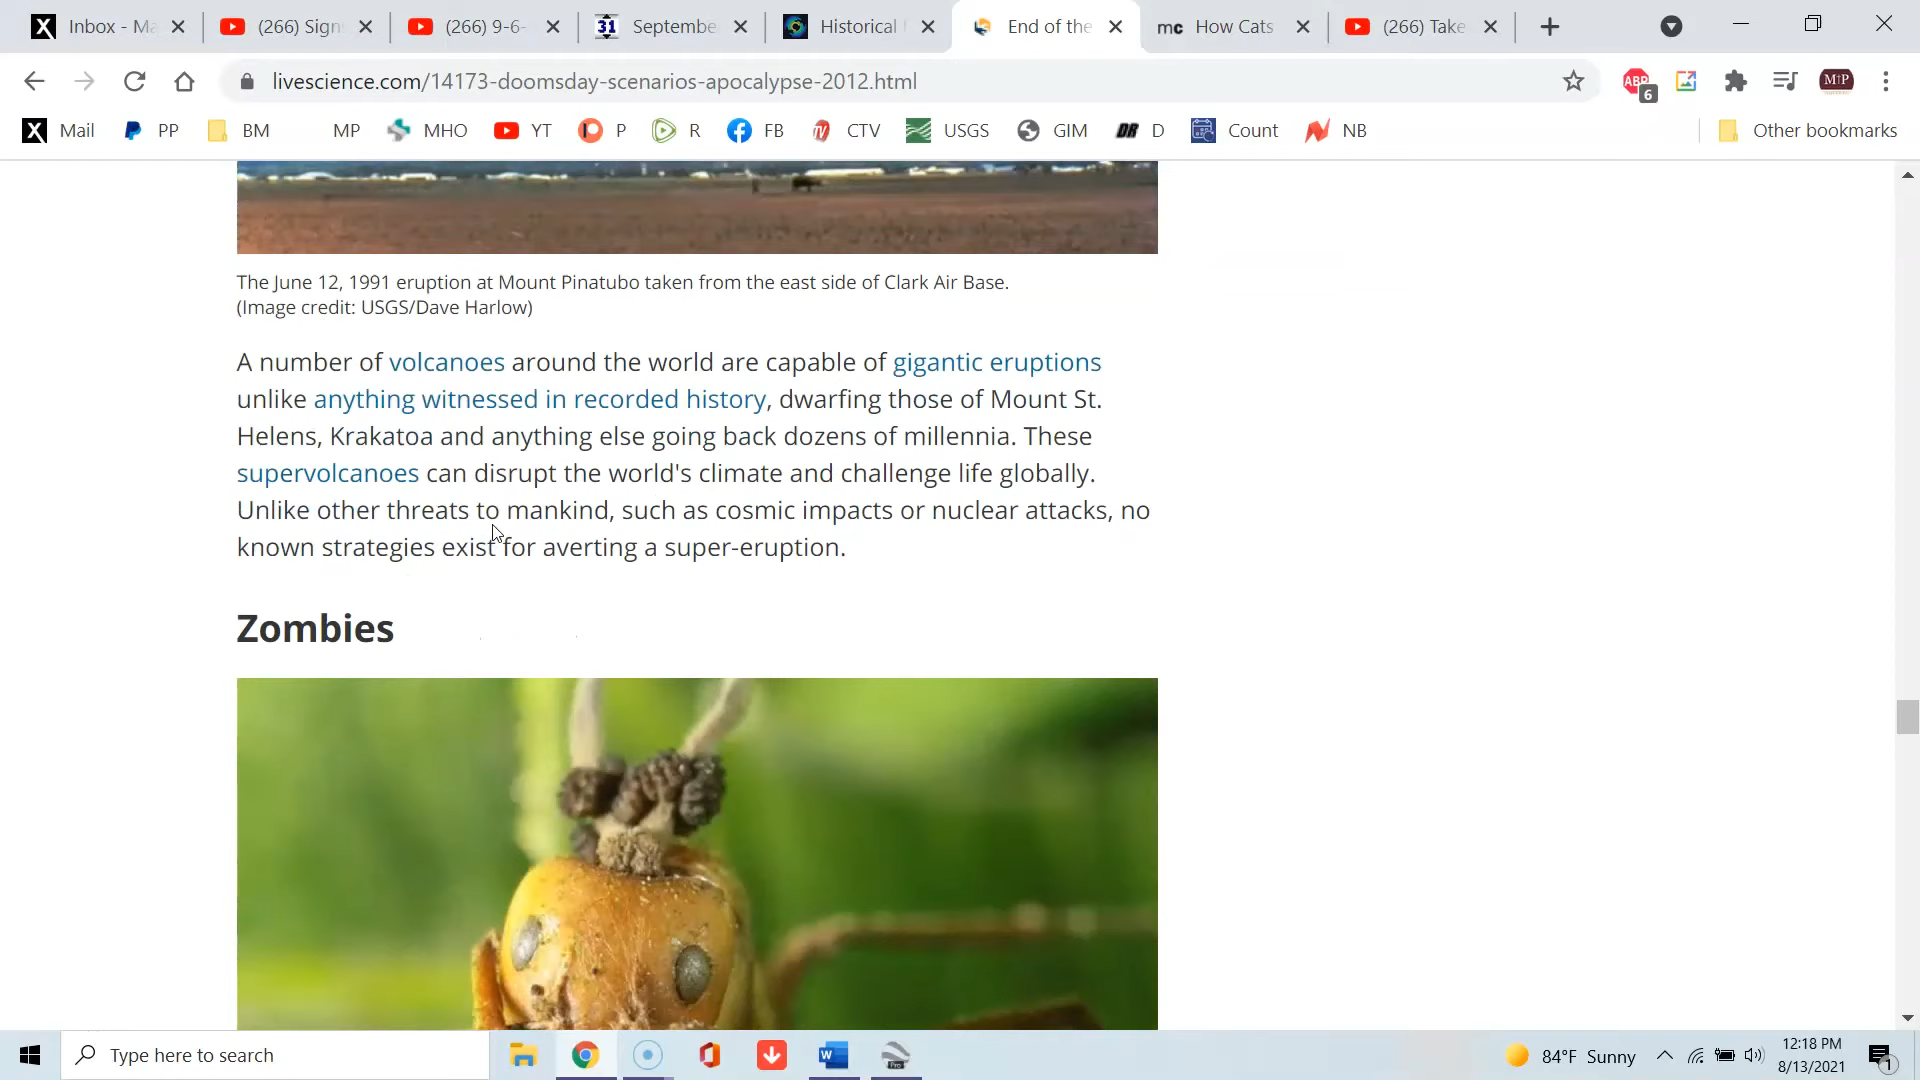 Inbox - Ma
(266) Sign
(266) 9-6-
31
Septembe
Historical
End of the
mc
How Cats
(266) Take
livescience.com/14173-doomsday-scenarios-apocalypse-2012.html
ABP
6
M↑P
Mail
PP
BM
MP
MHO
YT
P
R
FB
CTV
USGS
GIM
DR
D
Count
NB
Other bookmarks
The June 12, 1991 eruption at Mount Pinatubo taken from the east side of Clark Air Base.
(Image credit: USGS/Dave Harlow)
A number of volcanoes around the world are capable of gigantic eruptions
unlike anything witnessed in recorded history, dwarfing those of Mount St.
Helens, Krakatoa and anything else going back dozens of millennia. These
supervolcanoes can disrupt the world's climate and challenge life globally.
Unlike other threats to mankind, such as cosmic impacts or nuclear attacks, no
known strategies exist for averting a super-eruption.
Zombies
Type here to search
84°F Sunny
12:18 PM
8/13/2021
1